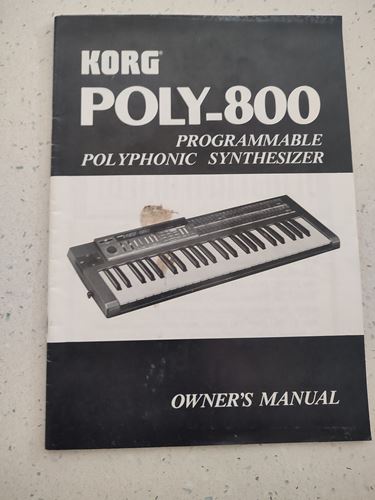 KORG
POLY-800
PROGRAMMABLE
POLYPHONIC SYNTHESIZER
OWNER'S MANUAL